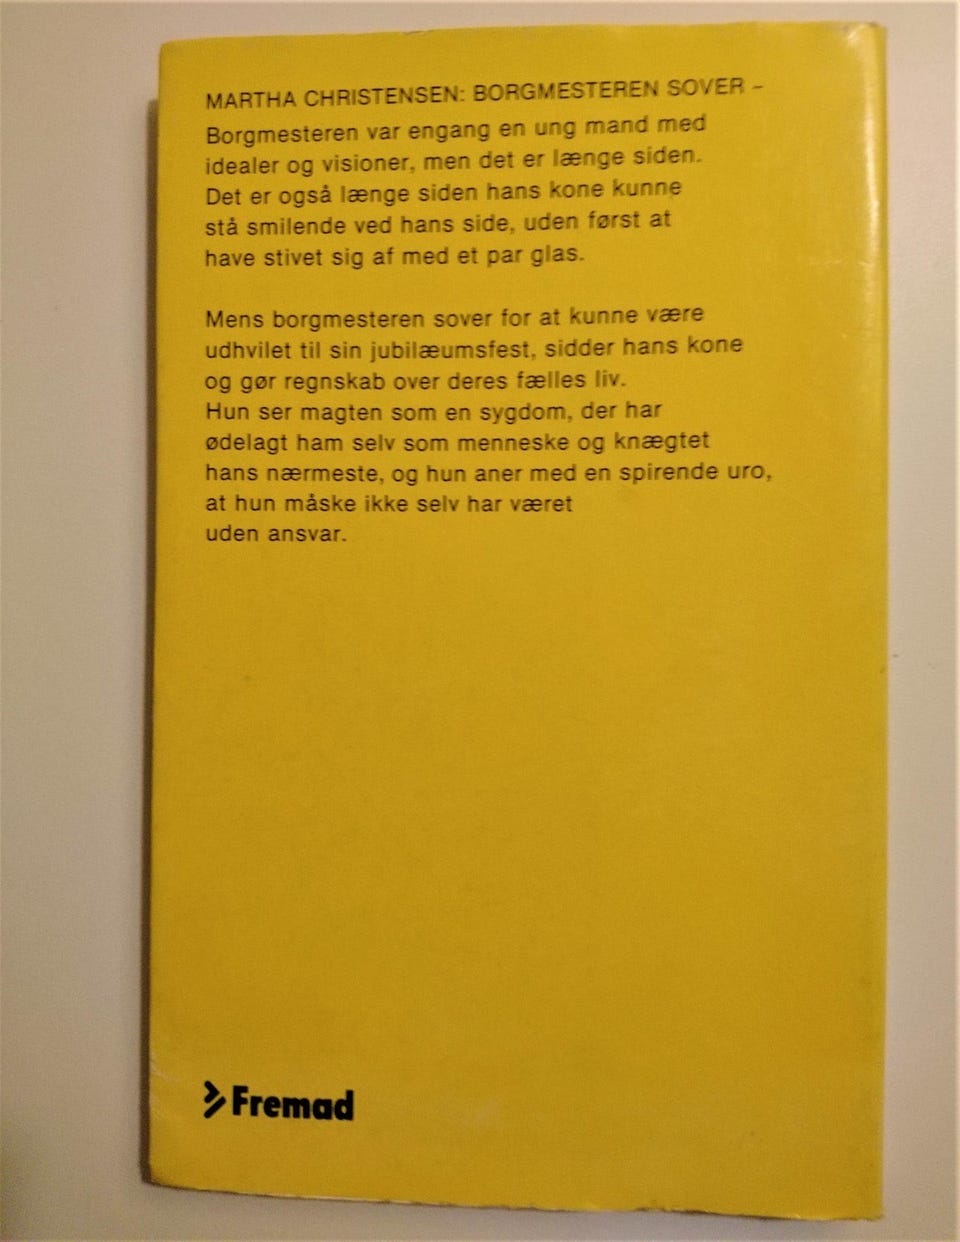 MARTHA CHRISTENSEN: BORGMESTEREN SOVER –
Borgmesteren var engang en ung mand med
idealer og visioner, men det er længe siden.
Det er også længe siden hans kone kunne
stå smilende ved hans side, uden først at
have stivet sig af med et par glas.
Mens borgmesteren sover for at kunne være
udhvilet til sin jubilæumsfest, sidder hans kone
og gør regnskab over deres fælles liv.
Hun ser magten som en sygdom, der har
ødelagt ham selv som menneske og knægtet
hans nærmeste, og hun aner med en spirende uro,
at hun måske ikke selv har været
uden ansvar.
Fremad